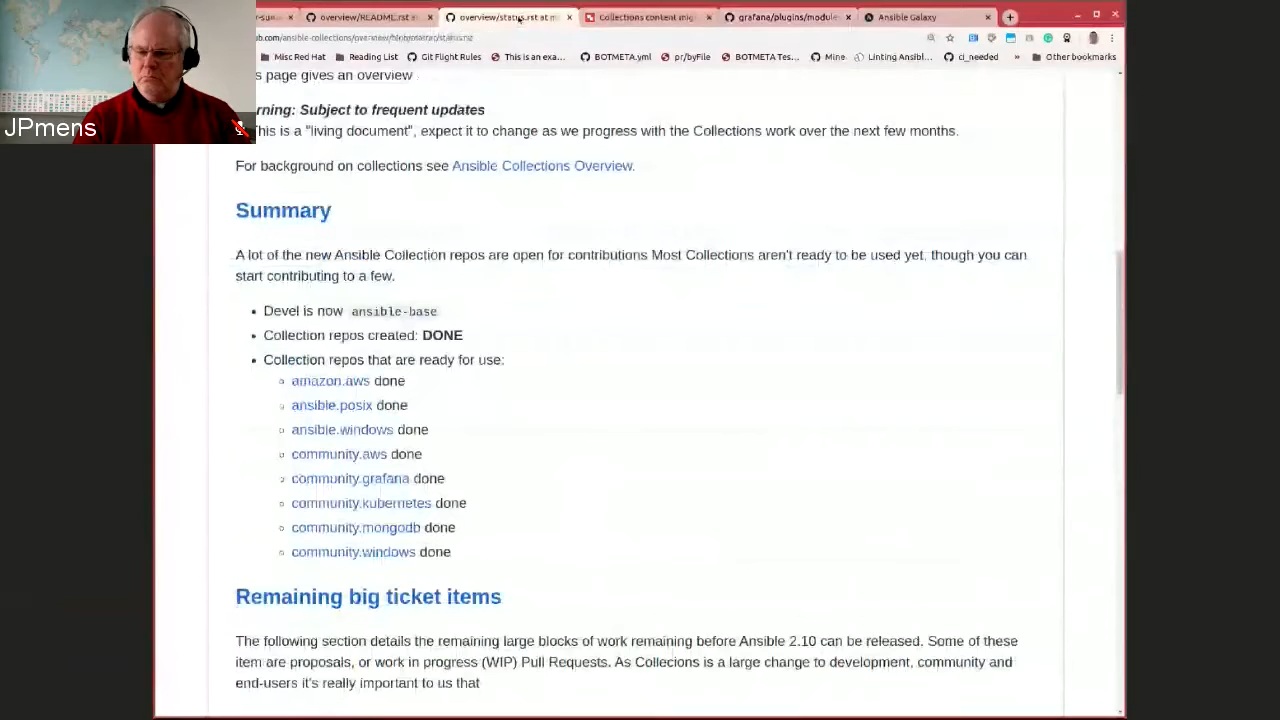 overview/README.rst at
overview/status.rst at m
Collections content mig
grafana/plugins/module
Ansible Galaxy
Misc Red Hat
Reading List
Git Flight Rules
This is an exa...
BOTMETA.yml
pr/byFile
BOTMETA Tes...
Mine
Linting Ansibl...
ci_needed
»
Other bookmarks
JPmens
s page gives an overview
rning: Subject to frequent updates
This is a "living document", expect it to change as we progress with the Collections work over the next few months.
For background on collections see Ansible Collections Overview.
Summary
A lot of the new Ansible Collection repos are open for contributions Most Collections aren't ready to be used yet, though you can
start contributing to a few.
Devel is now ansible-base
Collection repos created: DONE
Collection repos that are ready for use:
amazon.aws done
ansible.posix done
ansible.windows done
community.aws done
community.grafana done
community.kubernetes done
community.mongodb done
community.windows done
Remaining big ticket items
The following section details the remaining large blocks of work remaining before Ansible 2.10 can be released. Some of these
item are proposals, or work in progress (WIP) Pull Requests. As Collecions is a large change to development, community and
end-users it's really important to us that